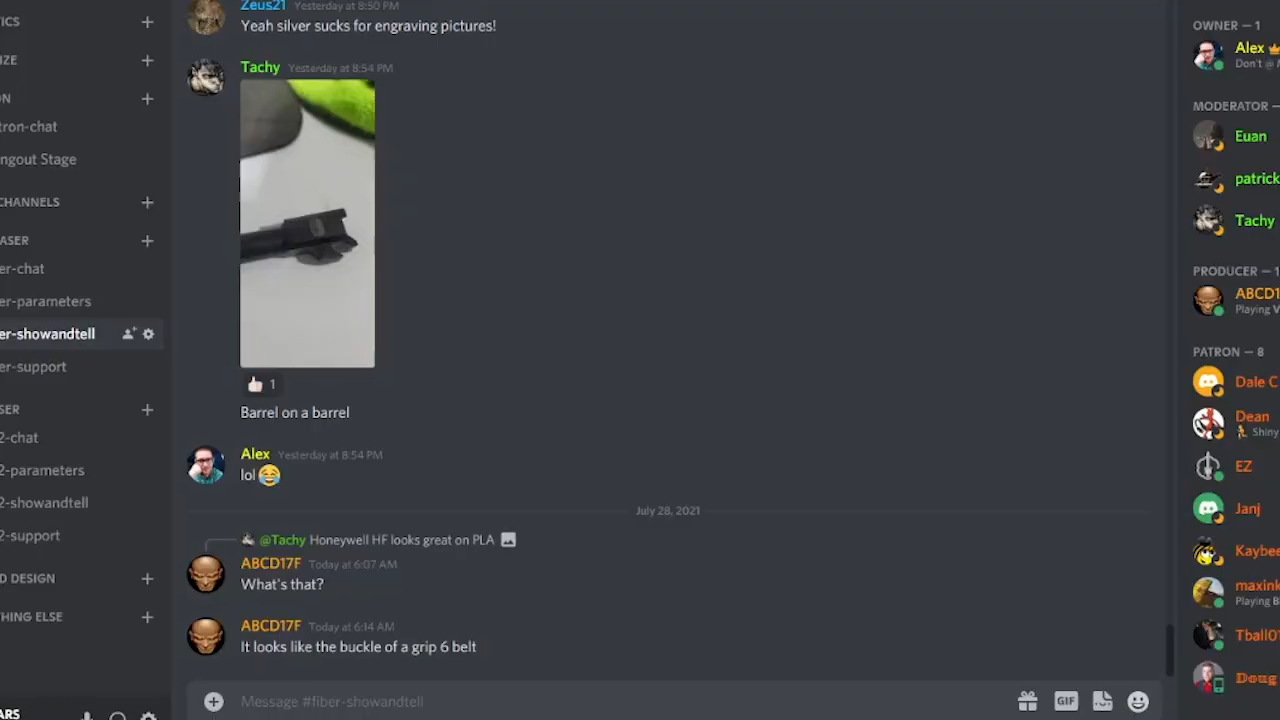 TICS
IZE
ON
tron-chat
ngout Stage
CHANNELS
ASER
er-chat
er-parameters
er-showandtell
er-support
SER
2-chat
2-parameters
2-showandtell
2-support
D DESIGN
HING ELSE
ARS
Zeus21 Yesterday at 8:50 PM
Yeah silver sucks for engraving pictures!
Tachy Yesterday at 8:54 PM
1
Barrel on a barrel
Alex Yesterday at 8:54 PM
lol
July 28, 2021
@Tachy Honeywell HF looks great on PLA
ABCD17F Today at 6:07 AM
What's that?
ABCD17F Today at 6:14 AM
It looks like the buckle of a grip 6 belt
Message #fiber-showandtell
GIF
OWNER — 1
Alex
Don't @ M
MODERATOR —
Euan
patrick
Tachy
PRODUCER — 1
ABCD1
Playing V
PATRON — 8
Dale C
Dean
Shiny
EZ
Janj
Kaybee
maxink
Playing B
Tball01
Doug